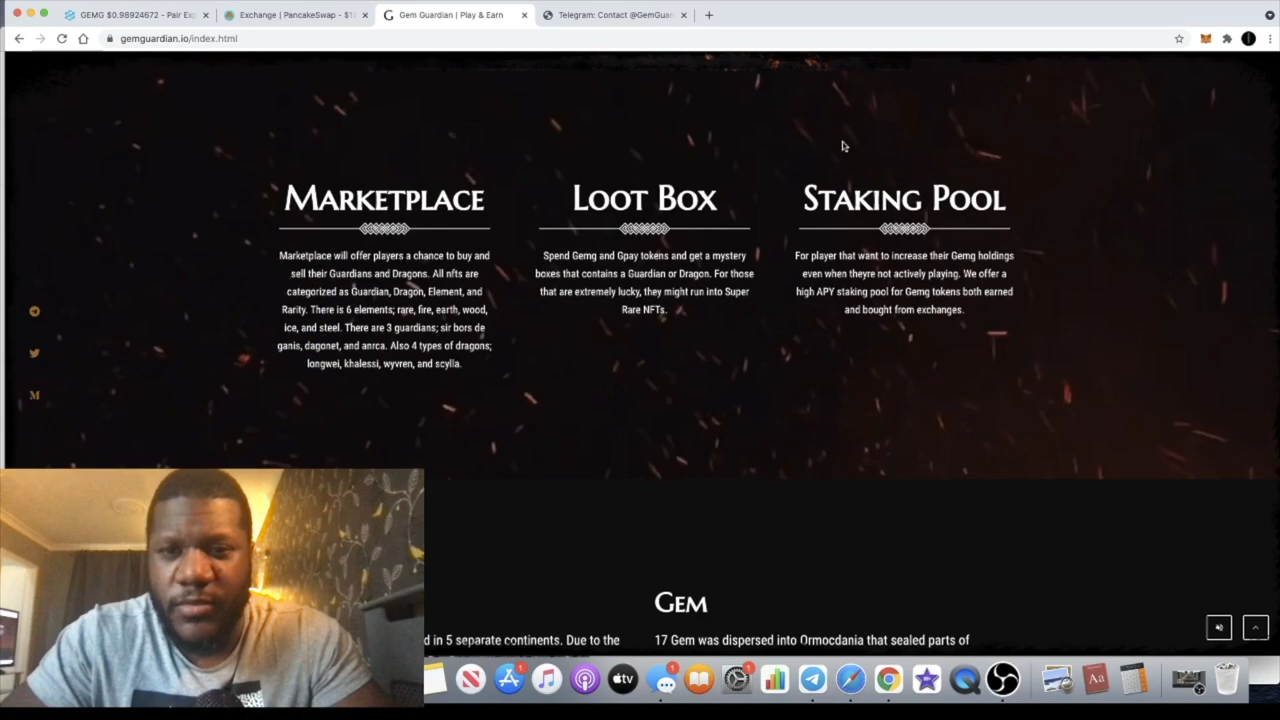 GEMG $0.98924672 - Pair Exp
Exchange | PancakeSwap - $1
Gem Guardian | Play & Earn
Telegram: Contact @GemGuar
gemguardian.io/index.html
Marketplace
Marketplace will offer players a chance to buy and
sell their Guardians and Dragons. All nfts are
categorized as Guardian, Dragon, Element, and
Rarity. There is 6 elements; rare, fire, earth, wood,
ice, and steel. There are 3 guardians; sir bors de
ganis, dagonet, and anrca. Also 4 types of dragons;
longwei, khalessi, wyvren, and scylla.
Loot Box
Spend Gemg and Gpay tokens and get a mystery
boxes that contains a Guardian or Dragon. For those
that are extremely lucky, they might run into Super
Rare NFTs.
Staking Pool
For player that want to increase their Gemg holdings
even when theyre not actively playing. We offer a
high APY staking pool for Gemg tokens both earned
and bought from exchanges.
d in 5 separate continents. Due to the
Gem
17 Gem was dispersed into Ormocdania that sealed parts of
1
tv
1
1
Aa